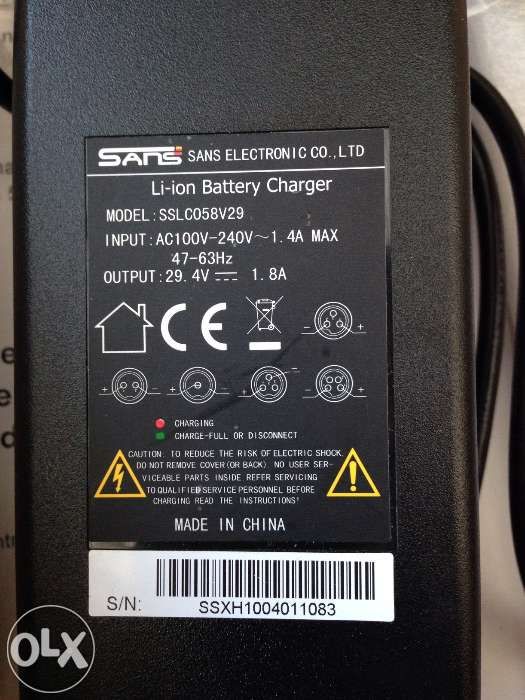 SANS SANS ELECTRONIC CO.,LTD
Li-ion Battery Charger
MODEL:SSLC058V29
INPUT:AC100V-240V~1.4A MAX
47-63Hz
OUTPUT:29.4V⎓ 1.8A
CE
CHARGING
CHARGE-FULL OR DISCONNECT
CAUTION: TO REDUCE THE RISK OF ELECTRIC SHOCK,
DO NOT REMOVE COVER(OR BACK). NO USER SER-
VICEABLE PARTS INSIDE REFER SERVICING
TO QUALIFIED SERVICE PERSONNEL BEFORE
CHARGING READ THE INSTRUCTIONS!
MADE IN CHINA
S/N: SSXH1004011083
OLX